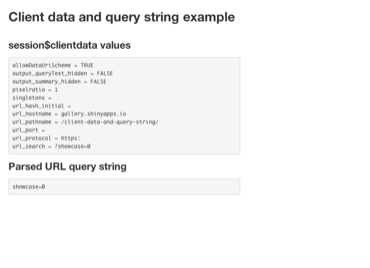 Client data and query string example
session$clientdata values
allowDataUriScheme = TRUE
output_queryText_hidden = FALSE
output_summary_hidden = FALSE
pixelratio = 1
singletons =
url_hash_initial =
url_hostname = gallery.shinyapps.io
url_pathname = /client-data-and-query-string/
url_port =
url_protocol = https:
url_search = ?showcase=0
Parsed URL query string
showcase=0